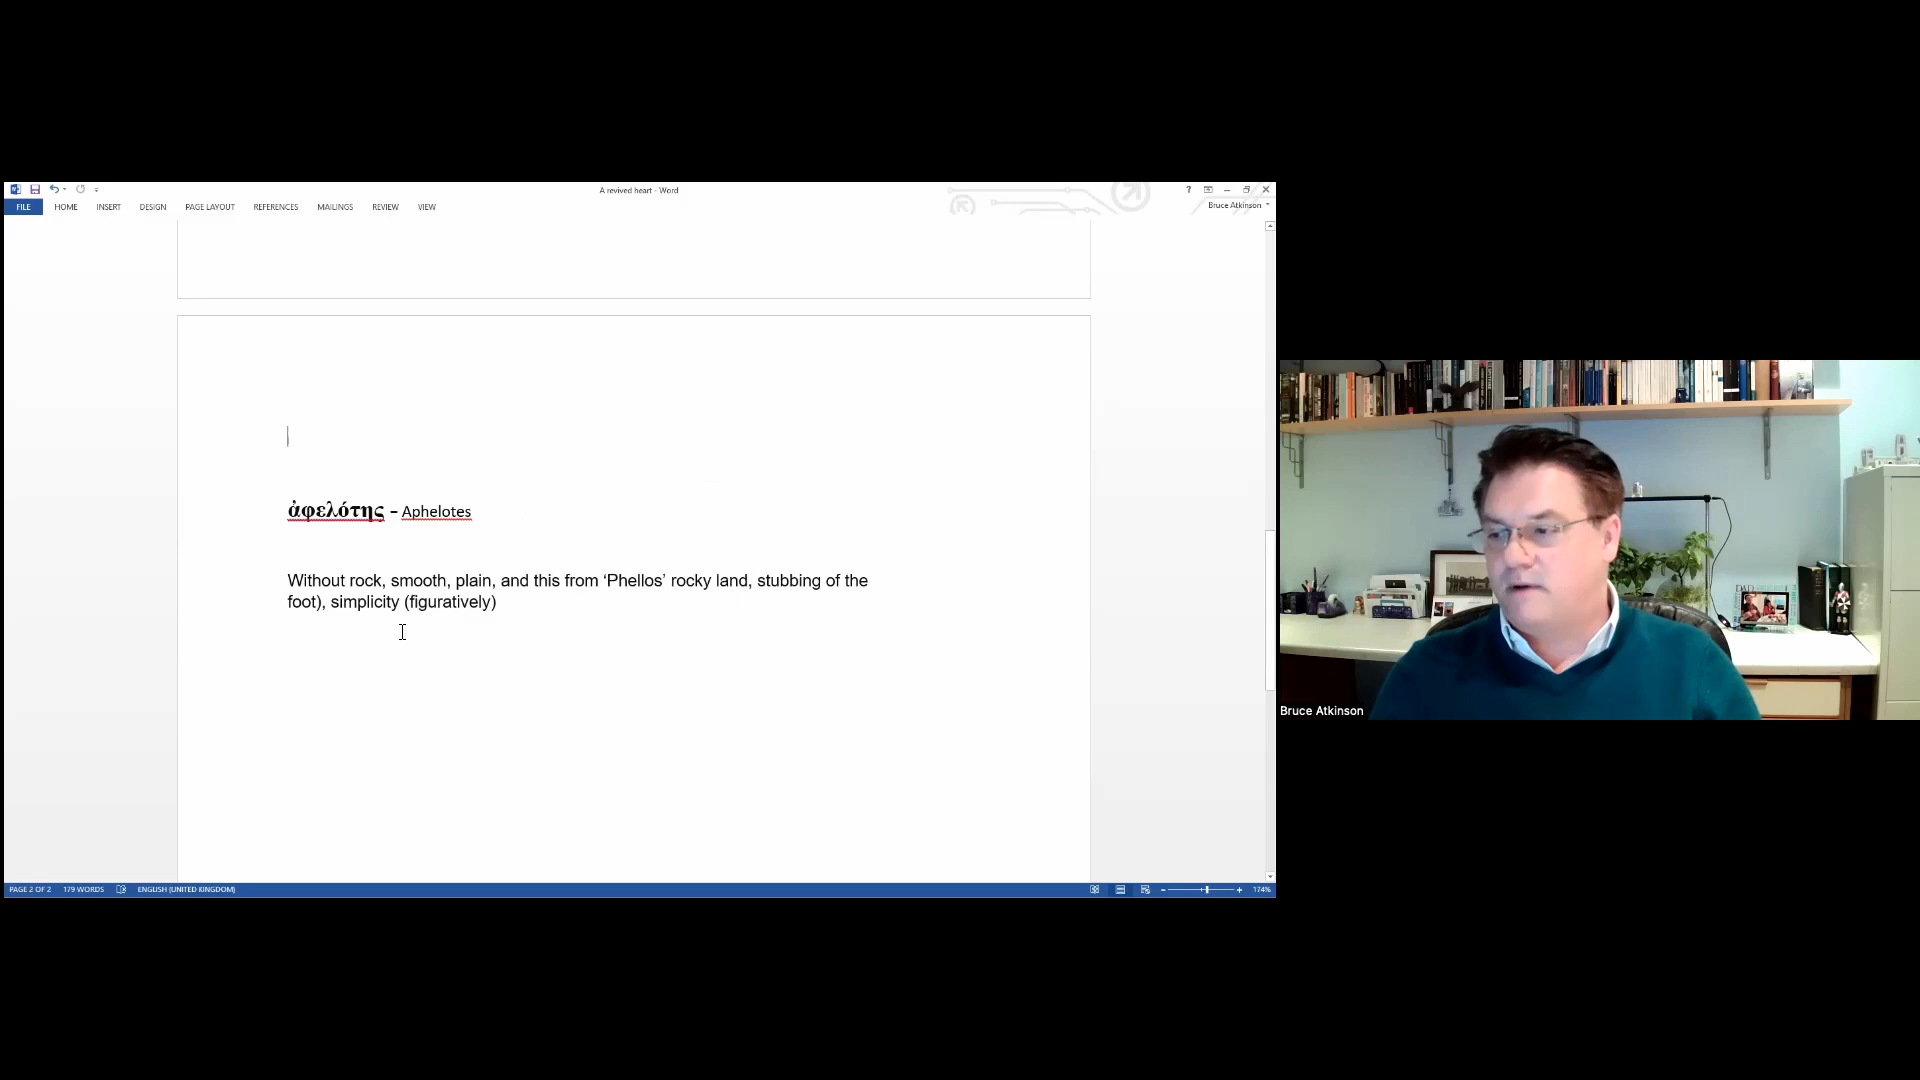 A revived heart - Word
?
FILE HOME INSERT DESIGN PAGE LAYOUT REFERENCES MAILINGS REVIEW VIEW
Bruce Atkinson
ἀφελότης – Aphelotes
Without rock, smooth, plain, and this from ‘Phellos’ rocky land, stubbing of the
foot), simplicity (figuratively)
PAGE 2 OF 2 179 WORDS ENGLISH (UNITED KINGDOM)
174%
Bruce Atkinson